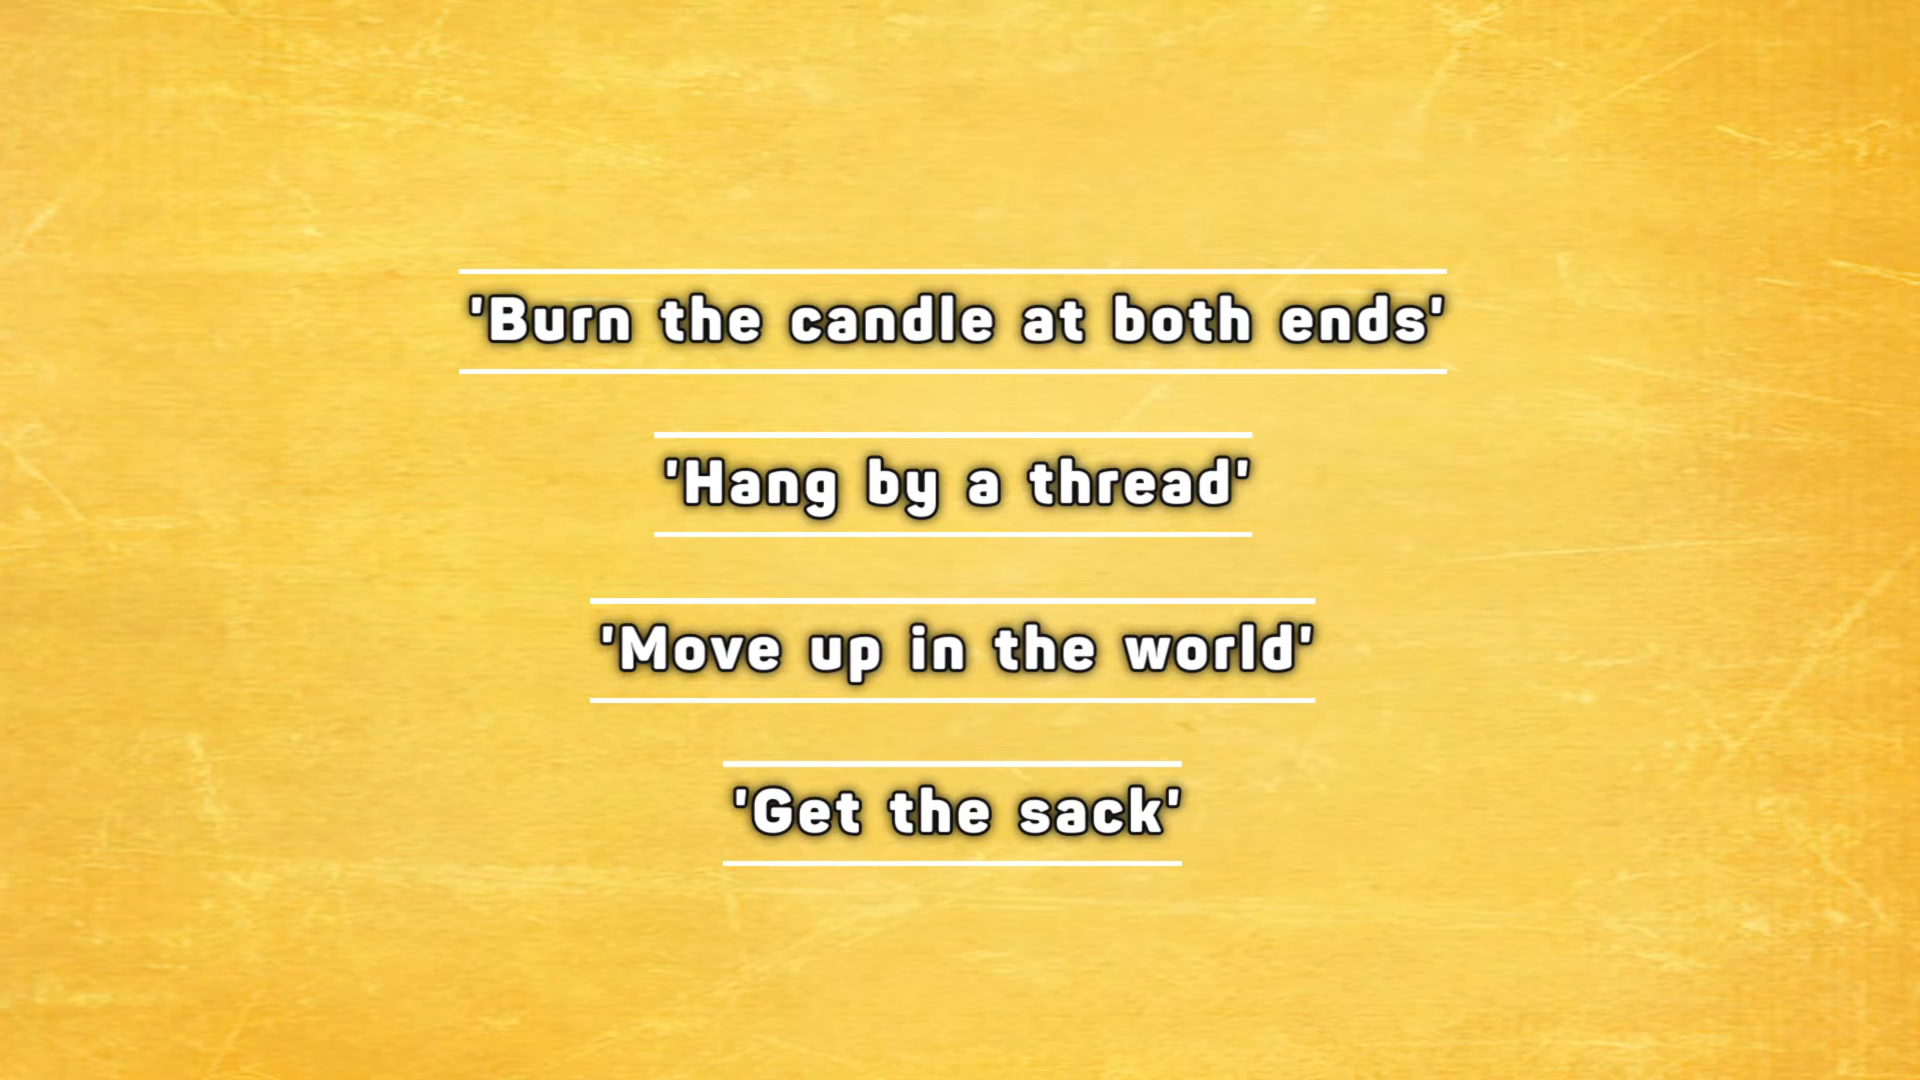 'Burn the candle at both ends'
'Hang by a thread'
'Move up in the world'
'Get the sack'